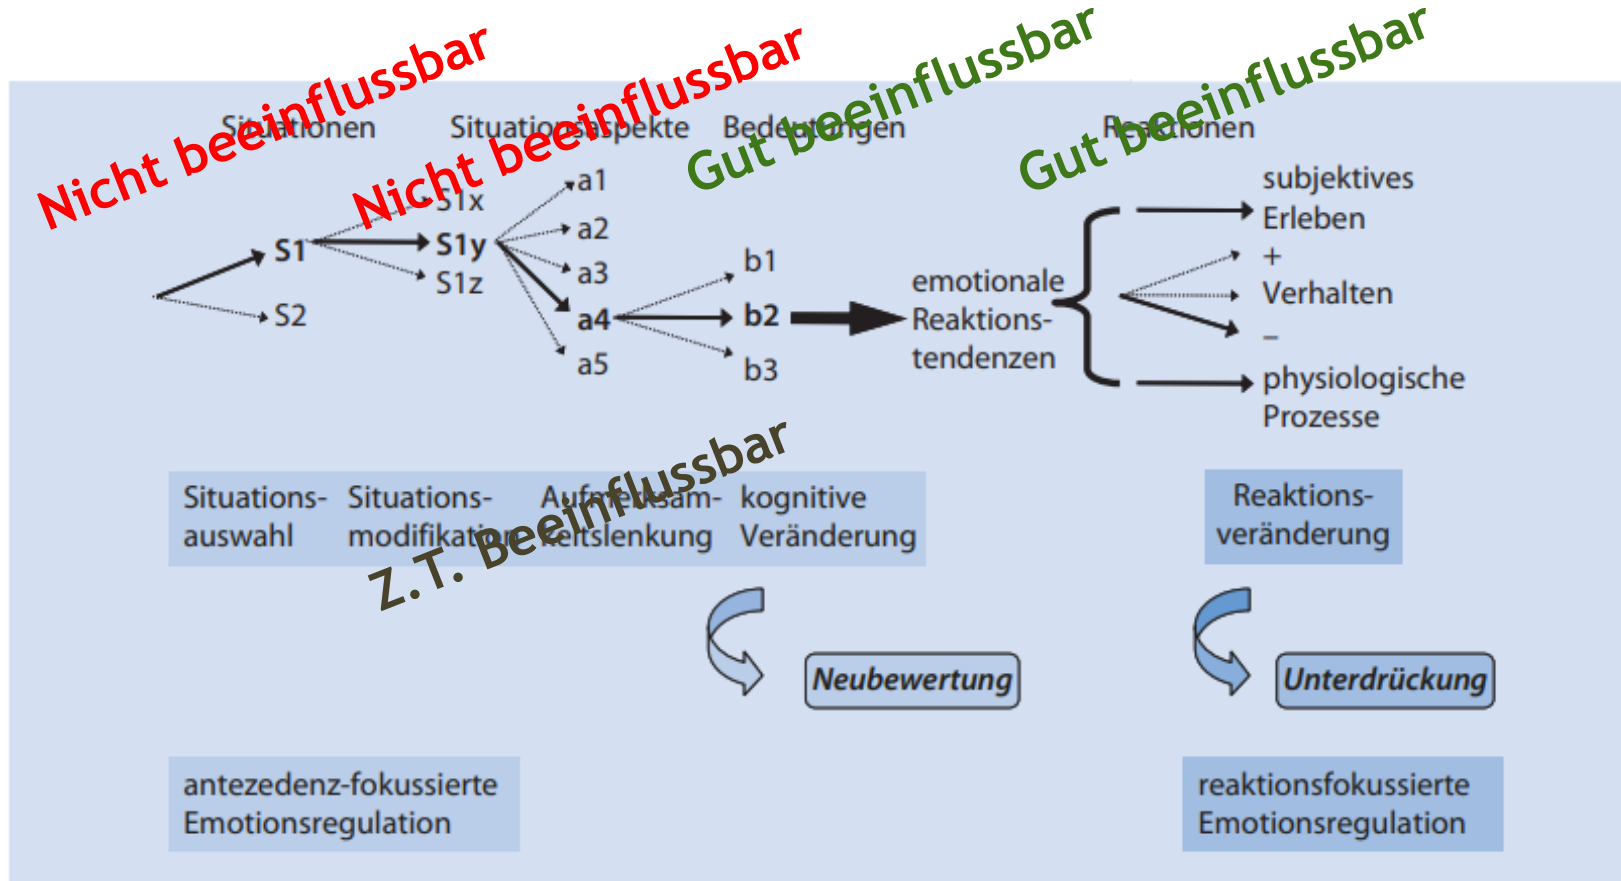 Nicht beeinflussbar
Nicht beeinflussbar
Gut beeinflussbar
Gut beeinflussbar
Situationen
Situationsaspekte
Bedeutungen
Reaktionen
S1
S2
S1x
S1y
S1z
a1
a2
a3
a4
a5
b1
b2
b3
emotionale
Reaktions-
tendenzen
subjektives
Erleben
+
Verhalten
–
physiologische
Prozesse
Z.T. Beeinflussbar
Situations-
auswahl
Situations-
modifikation
Aufmerksam-
keitslenkung
kognitive
Veränderung
Reaktions-
veränderung
Neubewertung
Unterdrückung
antezedenz-fokussierte
Emotionsregulation
reaktionsfokussierte
Emotionsregulation